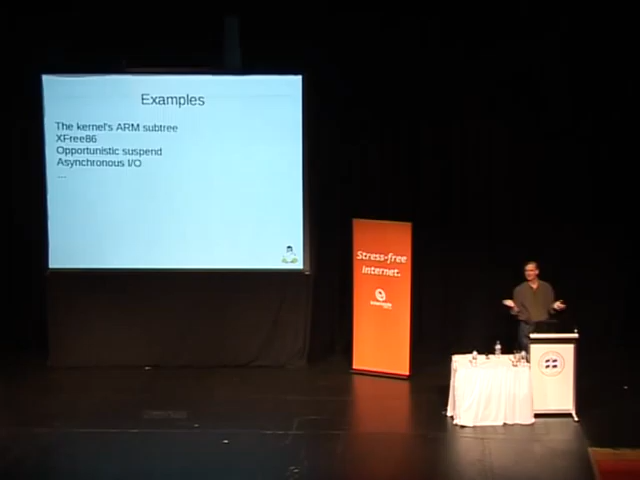 Examples
The kernel's ARM subtree
XFree86
Opportunistic suspend
Asynchronous I/O
...
Stress-free
internet.